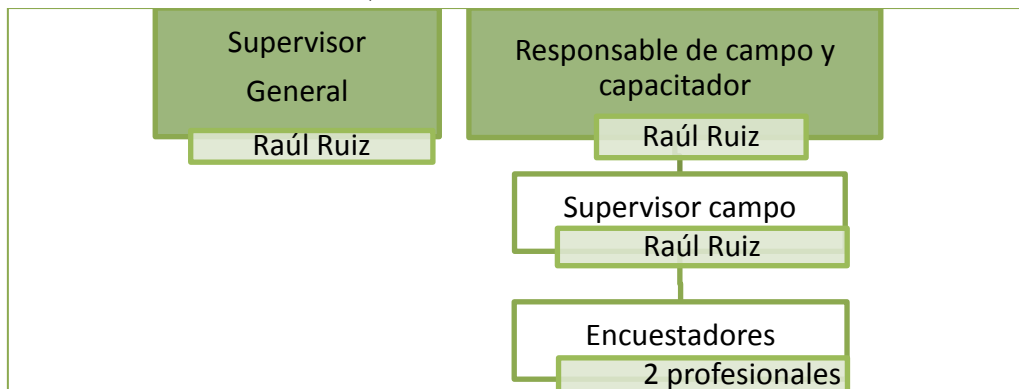 Supervisor
General
Raúl Ruiz
Responsable de campo y
capacitador
Raúl Ruiz
Supervisor campo
Raúl Ruiz
Encuestadores
2 profesionales